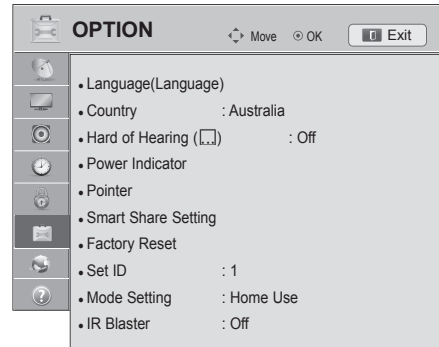 OPTION
Move OK Exit
• Language(Language)
• Country : Australia
• Hard of Hearing ( ) : Off
• Power Indicator
• Pointer
• Smart Share Setting
• Factory Reset
• Set ID : 1
• Mode Setting : Home Use
• IR Blaster : Off
?